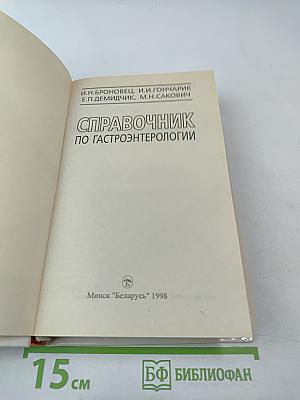 И.Н.БРОНОВЕЦ, И.И.ГОНЧАРИК
Е.П.ДЕМИДЧИК, М.Н.САКОВИЧ
СПРАВОЧНИК
ПО ГАСТРОЭНТЕРОЛОГИИ
Минск "Беларусь" 1998
15 см
БФ БИБЛИОФАН